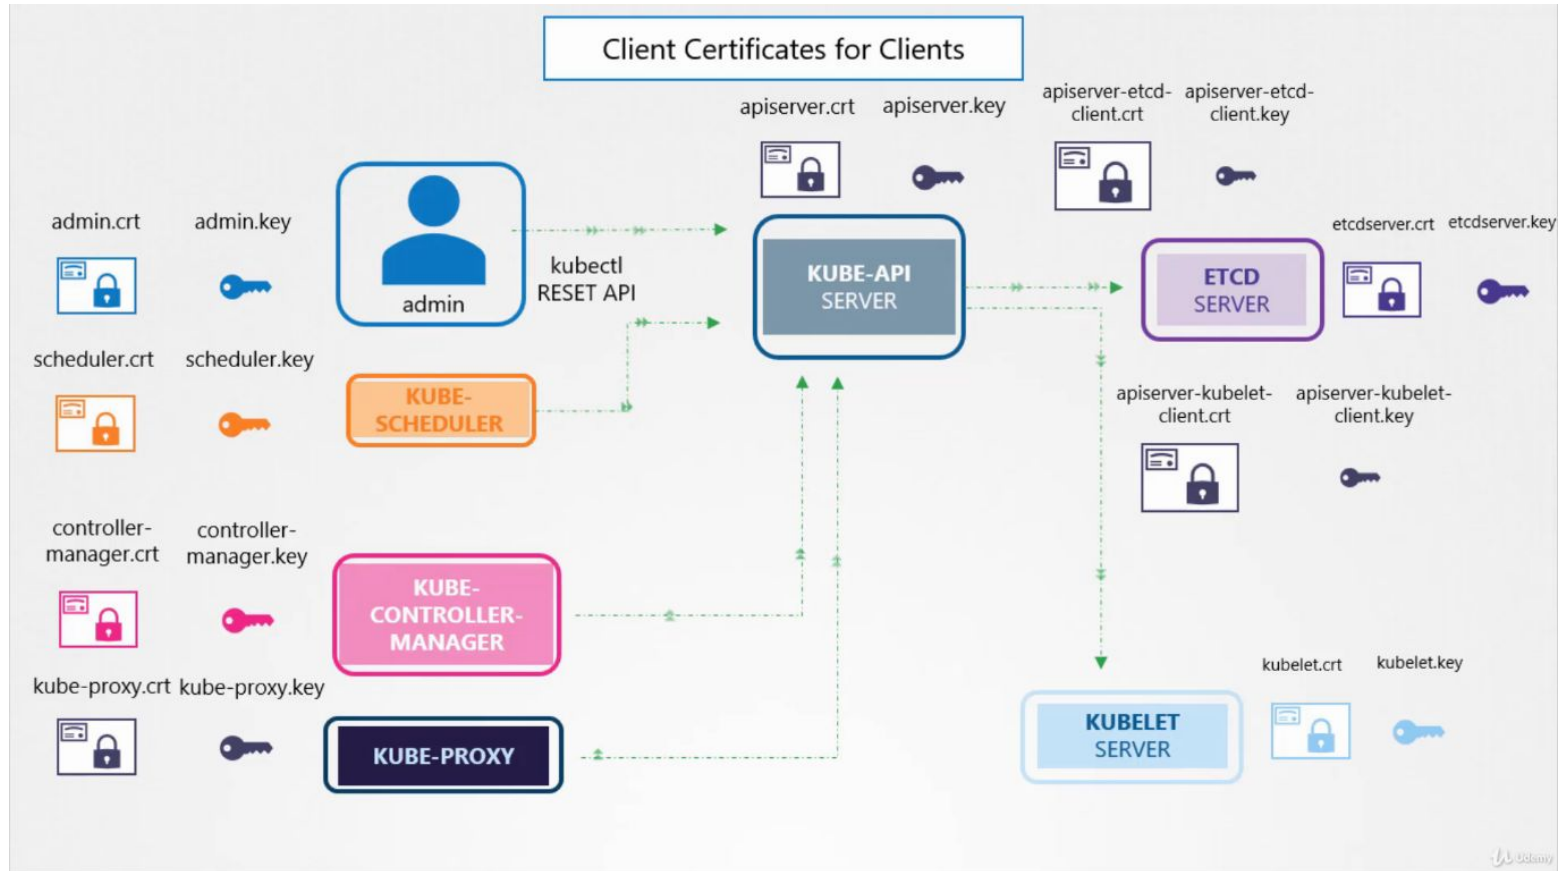 Client Certificates for Clients
apiserver.crt
apiserver.key
apiserver-etcd-
client.crt
apiserver-etcd-
client.key
admin.crt
admin.key
admin
kubectl
RESET API
KUBE-API
SERVER
ETCD
SERVER
etcdserver.crt
etcdserver.key
scheduler.crt
scheduler.key
KUBE-
SCHEDULER
apiserver-kubelet-
client.crt
apiserver-kubelet-
client.key
controller-
manager.crt
controller-
manager.key
KUBE-
CONTROLLER-
MANAGER
kube-proxy.crt
kube-proxy.key
KUBE-PROXY
KUBELET
SERVER
kubelet.crt
kubelet.key
Udemy